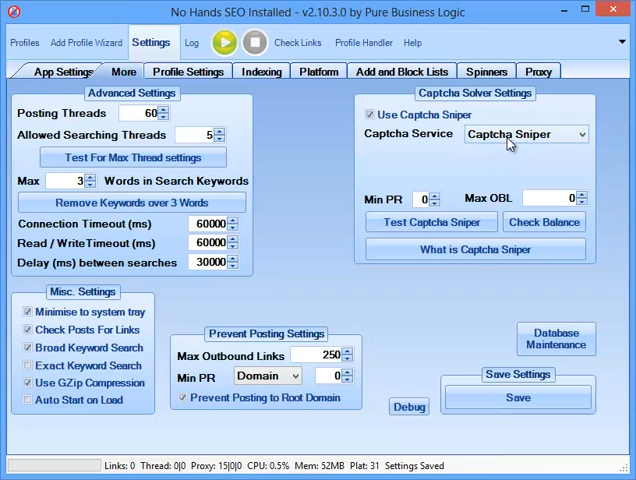 No Hands SEO Installed - v2.10.3.0 by Pure Business Logic
Profiles Add Profile Wizard Settings Log Check Links Profile Handler Help
App Settings More Profile Settings Indexing Platform Add and Block Lists Spinners Proxy
Advanced Settings
Posting Threads 60
Allowed Searching Threads 5
Test For Max Thread settings
Max 3 Words in Search Keywords
Remove Keywords over 3 Words
Connection Timeout (ms) 60000
Read / WriteTimeout (ms) 60000
Delay (ms) between searches 30000
Captcha Solver Settings
Use Captcha Sniper
Captcha Service Captcha Sniper
Min PR 0 Max OBL 0
Test Captcha Sniper Check Balance
What is Captcha Sniper
Misc. Settings
Minimise to system tray
Check Posts For Links
Broad Keyword Search
Exact Keyword Search
Use GZip Compression
Auto Start on Load
Prevent Posting Settings
Max Outbound Links 250
Min PR Domain 0
Prevent Posting to Root Domain
Database
Maintenance
Debug
Save Settings
Save
Links: 0 Thread: 0|0 Proxy: 15|0|0 CPU: 0.5% Mem: 52MB Plat: 31 Settings Saved